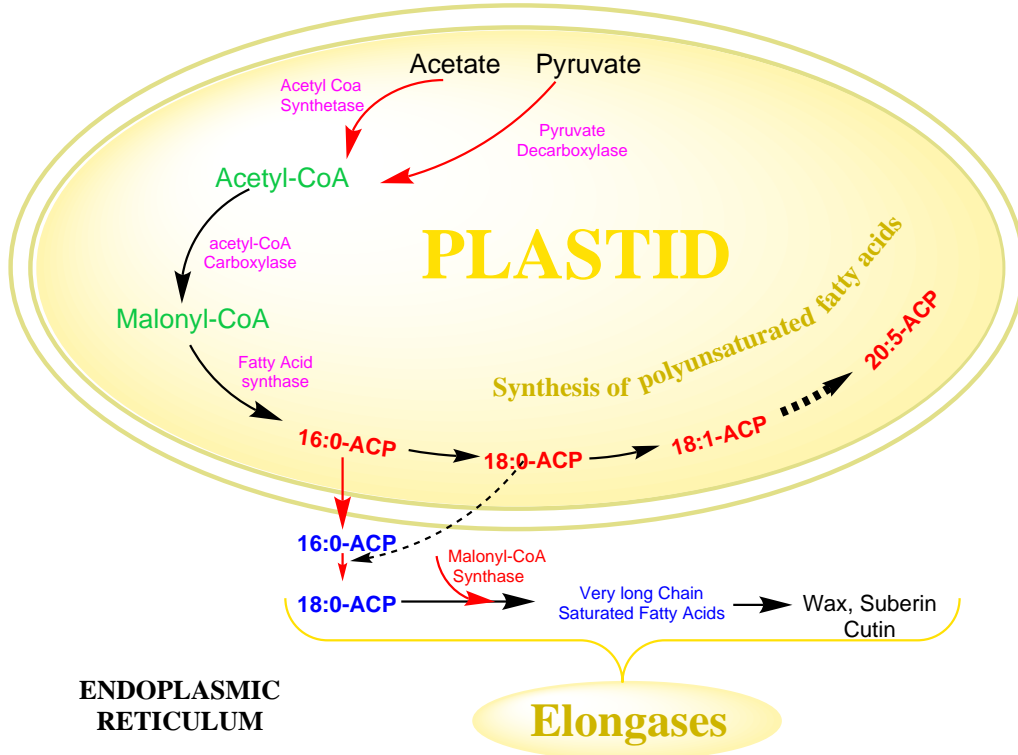 Acetate Pyruvate
Acetyl Coa
Synthetase
Pyruvate
Decarboxylase
Acetyl-CoA
acetyl-CoA
Carboxylase
PLASTID
Malonyl-CoA
Fatty Acid
synthase
Synthesis of polyunsaturated fatty acids
16:0-ACP
18:0-ACP
18:1-ACP
20:5-ACP
16:0-ACP
Malonyl-CoA
Synthase
18:0-ACP
Very long Chain
Saturated Fatty Acids
Wax, Suberin
Cutin
ENDOPLASMIC
RETICULUM
Elongases